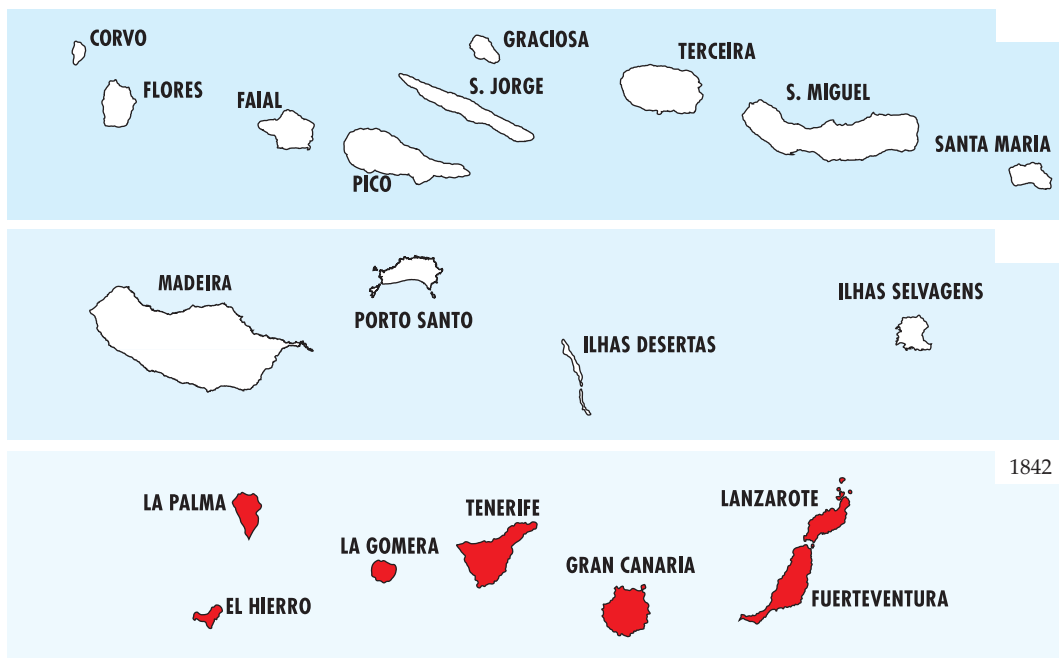 CORVO
FLORES
FAIAL
PICO
GRACIOSA
S. JORGE
TERCEIRA
S. MIGUEL
SANTA MARIA
MADEIRA
PORTO SANTO
ILHAS DESERTAS
ILHAS SELVAGENS
1842
LA PALMA
EL HIERRO
LA GOMERA
TENERIFE
GRAN CANARIA
LANZAROTE
FUERTEVENTURA